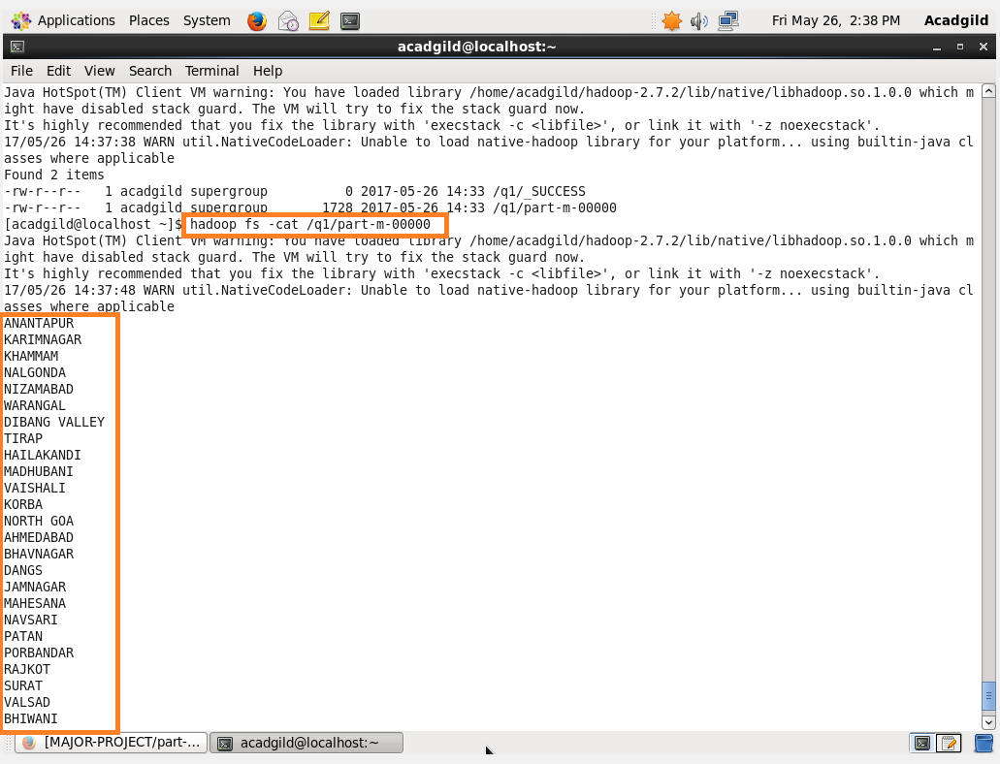 Applications Places System Fri May 26, 2:38 PM Acadgild
acadgild@localhost:~
File Edit View Search Terminal Help
Java HotSpot(TM) Client VM warning: You have loaded library /home/acadgild/hadoop-2.7.2/lib/native/libhadoop.so.1.0.0 which m
ight have disabled stack guard. The VM will try to fix the stack guard now.
It's highly recommended that you fix the library with 'execstack -c <libfile>', or link it with '-z noexecstack'.
17/05/26 14:37:38 WARN util.NativeCodeLoader: Unable to load native-hadoop library for your platform... using builtin-java cl
asses where applicable
Found 2 items
-rw-r--r--   1 acadgild supergroup          0 2017-05-26 14:33 /q1/_SUCCESS
-rw-r--r--   1 acadgild supergroup       1728 2017-05-26 14:33 /q1/part-m-00000
[acadgild@localhost ~]$ hadoop fs -cat /q1/part-m-00000
Java HotSpot(TM) Client VM warning: You have loaded library /home/acadgild/hadoop-2.7.2/lib/native/libhadoop.so.1.0.0 which m
ight have disabled stack guard. The VM will try to fix the stack guard now.
It's highly recommended that you fix the library with 'execstack -c <libfile>', or link it with '-z noexecstack'.
17/05/26 14:37:48 WARN util.NativeCodeLoader: Unable to load native-hadoop library for your platform... using builtin-java cl
asses where applicable
ANANTAPUR
KARIMNAGAR
KHAMMAM
NALGONDA
NIZAMABAD
WARANGAL
DIBANG VALLEY
TIRAP
HAILAKANDI
MADHUBANI
VAISHALI
KORBA
NORTH GOA
AHMEDABAD
BHAVNAGAR
DANGS
JAMNAGAR
MAHESANA
NAVSARI
PATAN
PORBANDAR
RAJKOT
SURAT
VALSAD
BHIWANI
[MAJOR-PROJECT/part-... acadgild@localhost:~